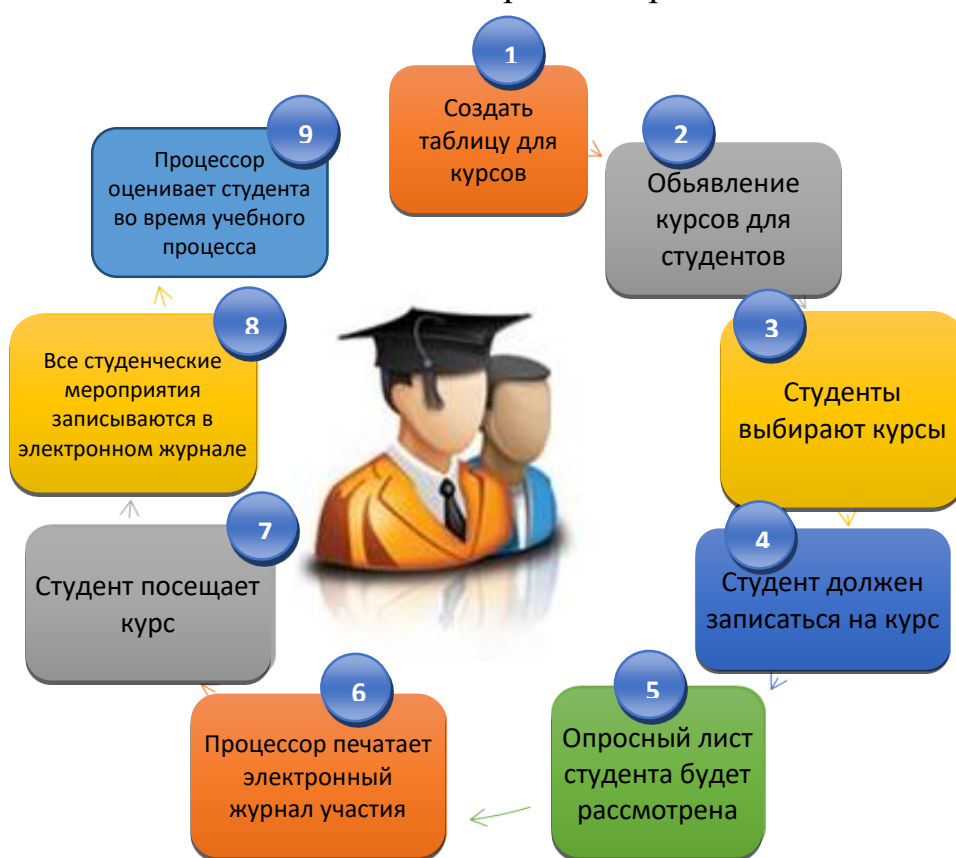 1
Создать
таблицу для
курсов
2
Обьявление
курсов для
студентов
3
Студенты
выбирают курсы
4
Студент должен
записаться на курс
5
Опросный лист
студента будет
рассмотрена
6
Процессор печатает
электронный
журнал участия
7
Студент посещает
курс
8
Все студенческие
мероприятия
записываются в
электронном журнале
9
Процессор
оценивает студента
во время учебного
процесса